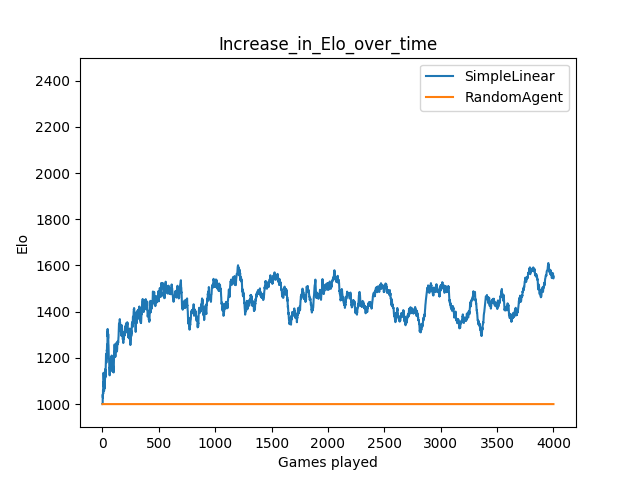 Increase_in_Elo_over_time
SimpleLinear
RandomAgent
2400
2200
2000
1800
1600
1400
1200
1000
Elo
0 500 1000 1500 2000 2500 3000 3500 4000
Games played